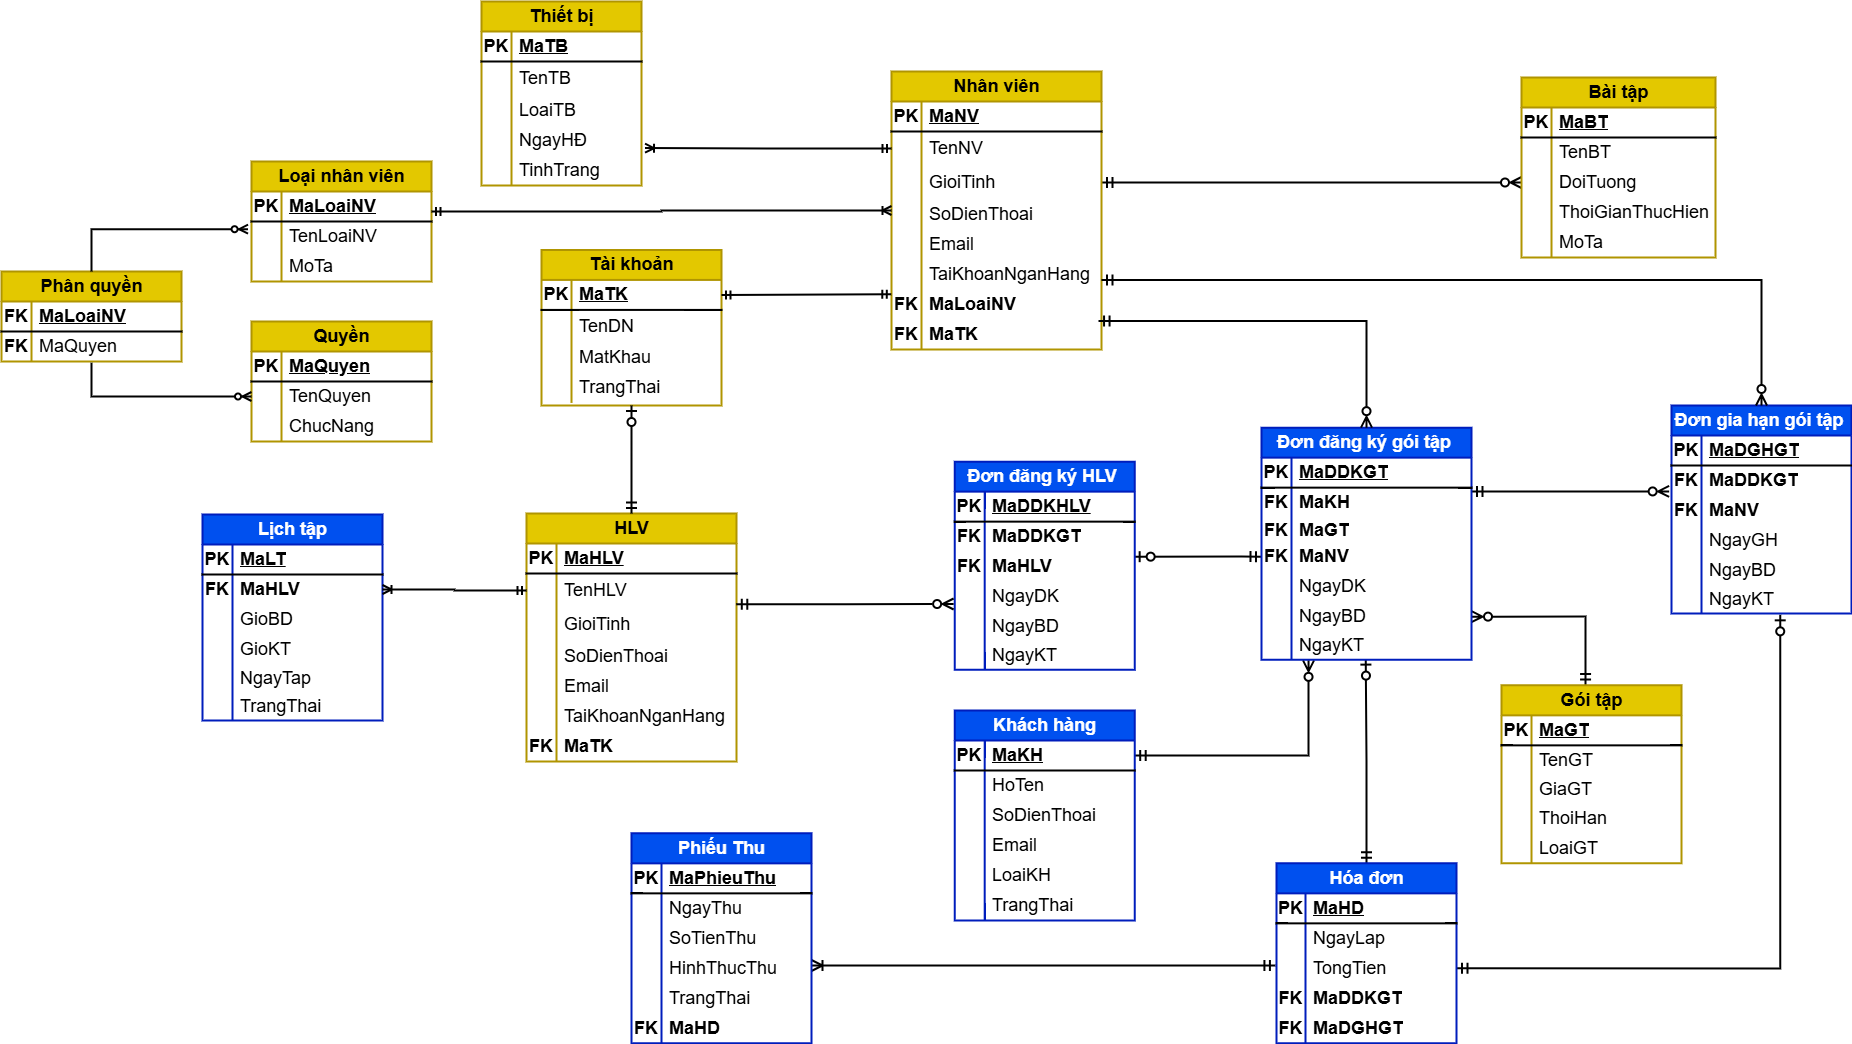 Thiết bị
PK MaTB
TenTB
LoaiTB
NgayHĐ
TinhTrang
Nhân viên
PK MaNV
TenNV
GioiTinh
SoDienThoai
Email
TaiKhoanNganHang
FK MaLoaiNV
FK MaTK
Bài tập
PK MaBT
TenBT
DoiTuong
ThoiGianThucHien
MoTa
Loại nhân viên
PK MaLoaiNV
TenLoaiNV
MoTa
Phân quyền
FK MaLoaiNV
FK MaQuyen
Quyền
PK MaQuyen
TenQuyen
ChucNang
Tài khoản
PK MaTK
TenDN
MatKhau
TrangThai
Đơn gia hạn gói tập
PK MaDGHGT
FK MaDDKGT
FK MaNV
NgayGH
NgayBD
NgayKT
Đơn đăng ký gói tập
PK MaDDKGT
FK MaKH
FK MaGT
FK MaNV
NgayDK
NgayBD
NgayKT
Đơn đăng ký HLV
PK MaDDKHLV
FK MaDDKGT
FK MaHLV
NgayDK
NgayBD
NgayKT
Lịch tập
PK MaLT
FK MaHLV
GioBD
GioKT
NgayTap
TrangThai
HLV
PK MaHLV
TenHLV
GioiTinh
SoDienThoai
Email
TaiKhoanNganHang
FK MaTK
Gói tập
PK MaGT
TenGT
GiaGT
ThoiHan
LoaiGT
Khách hàng
PK MaKH
HoTen
SoDienThoai
Email
LoaiKH
TrangThai
Phiếu Thu
PK MaPhieuThu
NgayThu
SoTienThu
HinhThucThu
TrangThai
FK MaHD
Hóa đơn
PK MaHD
NgayLap
TongTien
FK MaDDKGT
FK MaDGHGT